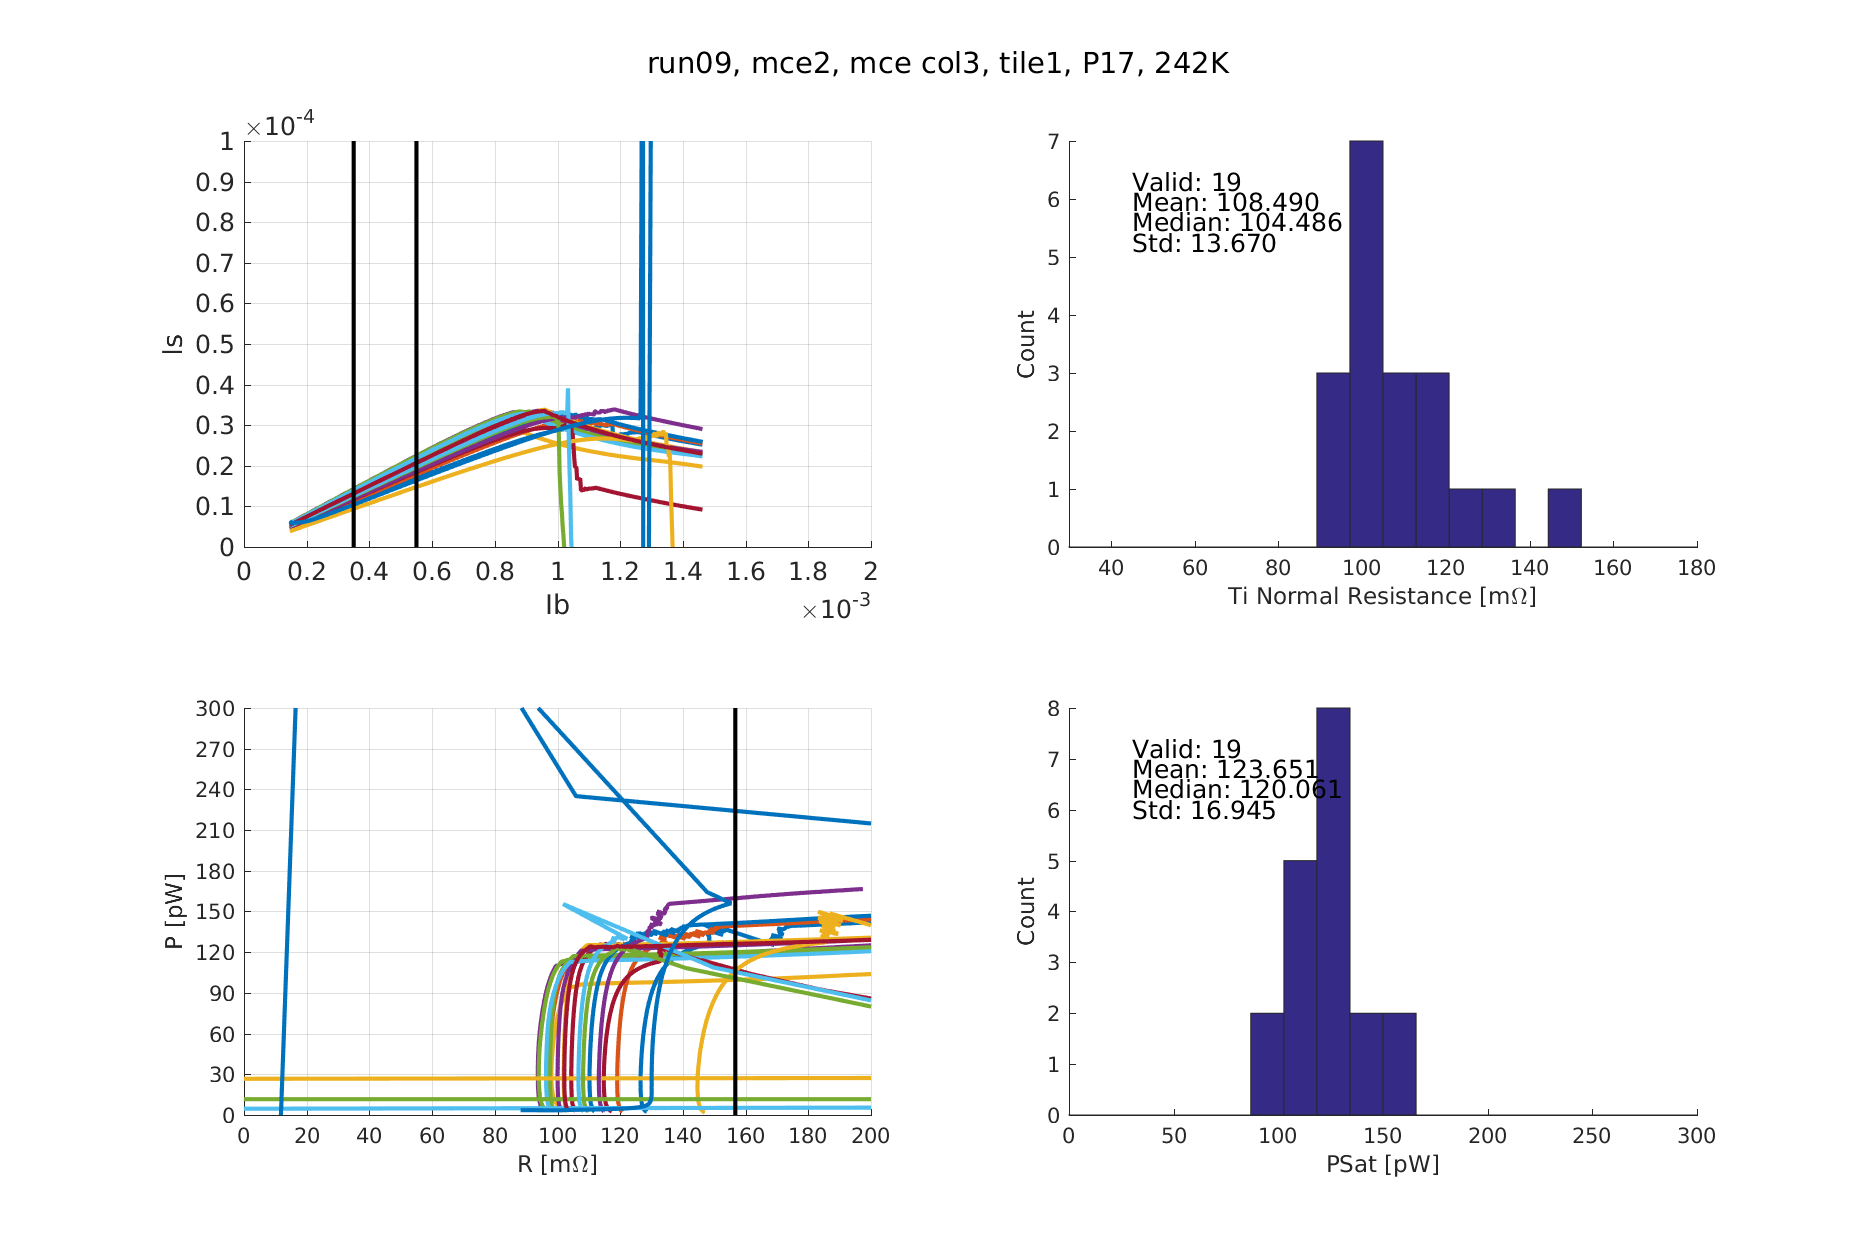 run09, mce2, mce col3, tile1, P17, 242K
×10-4
1
0.9
0.8
0.7
0.6
0.5
0.4
0.3
0.2
0.1
0
Is
0 0.2 0.4 0.6 0.8 1 1.2 1.4 1.6 1.8 2
Ib
×10-3
7
6
5
4
3
2
1
0
Count
Valid: 19
Mean: 108.490
Median: 104.486
Std: 13.670
40 60 80 100 120 140 160 180
Ti Normal Resistance [mΩ]
300
270
240
210
180
150
120
90
60
30
0
P [pW]
0 20 40 60 80 100 120 140 160 180 200
R [mΩ]
8
7
6
5
4
3
2
1
0
Count
Valid: 19
Mean: 123.651
Median: 120.061
Std: 16.945
0 50 100 150 200 250 300
PSat [pW]